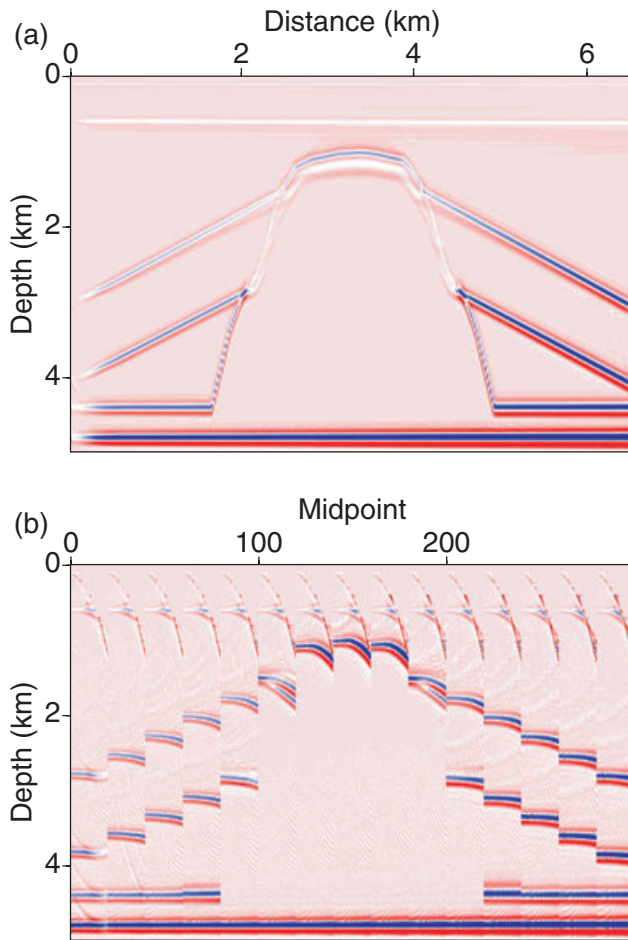 (a)
Distance (km)
0 2 4 6
0
2
4
Depth (km)
(b)
Midpoint
0 100 200
0
2
4
Depth (km)